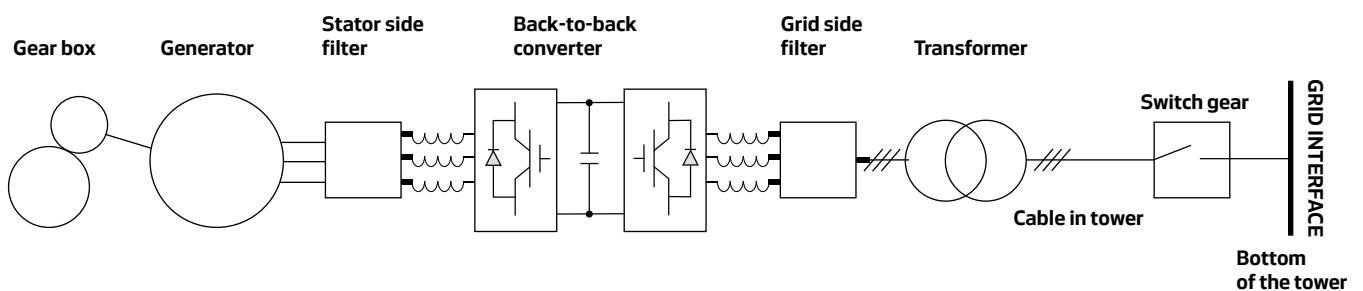 Gear box
Generator
Stator side
filter
Back-to-back
converter
Grid side
filter
Transformer
Switch gear
GRID INTERFACE
Cable in tower
Bottom
of the tower